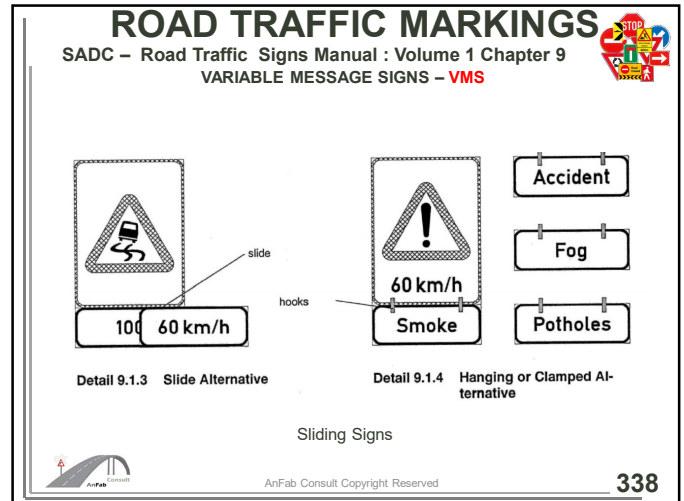 ROAD TRAFFIC MARKINGS
STOP
SADC – Road Traffic Signs Manual : Volume 1 Chapter 9
VARIABLE MESSAGE SIGNS – VMS
slide
100 60 km/h
Detail 9.1.3 Slide Alternative
60 km/h
hooks
Smoke
Accident
Fog
Potholes
Detail 9.1.4 Hanging or Clamped Al-
ternative
Sliding Signs
AnFab Consult
AnFab Consult Copyright Reserved
338